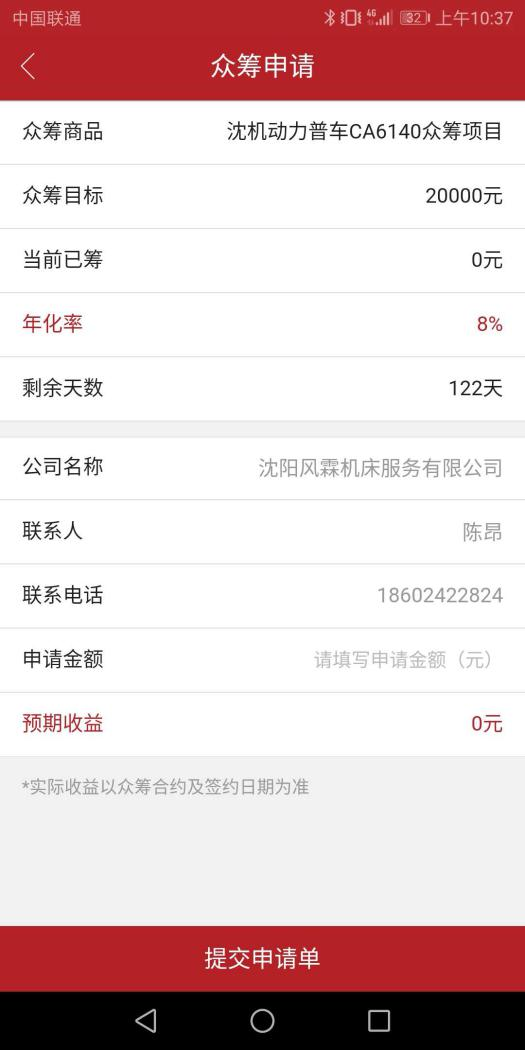 中国联通 4G 32 上午10:37
众筹申请
众筹商品 沈机动力普车CA6140众筹项目
众筹目标 20000元
当前已筹 0元
年化率 8%
剩余天数 122天
公司名称 沈阳风霖机床服务有限公司
联系人 陈昂
联系电话 18602422824
申请金额 请填写申请金额（元）
预期收益 0元
*实际收益以众筹合约及签约日期为准
提交申请单